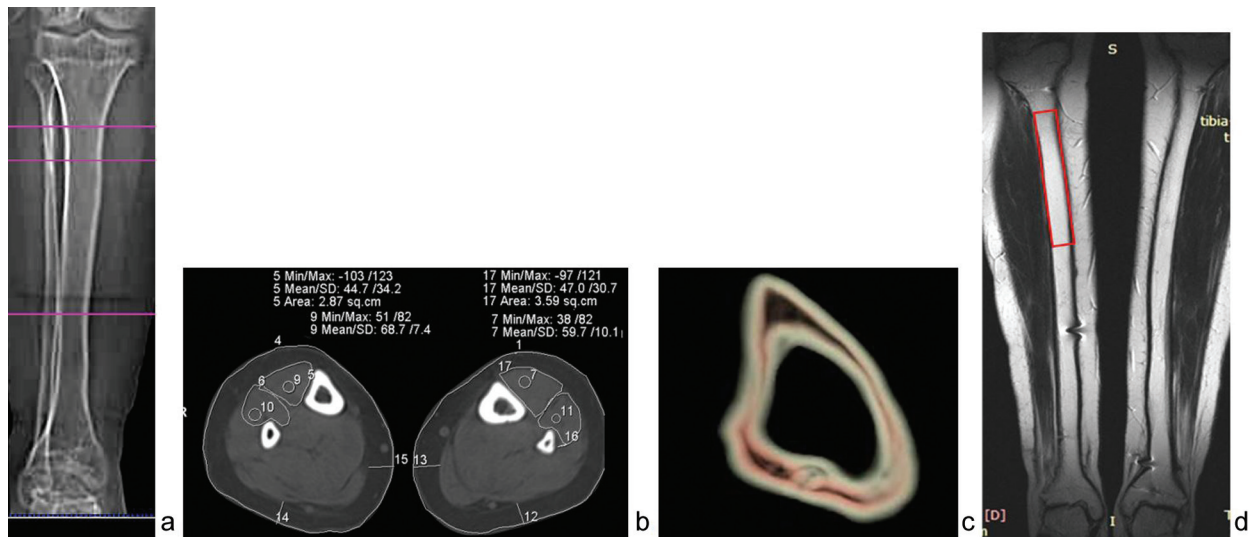 5 Min/Max: -103 /123
5 Mean/SD: 44.7 /34.2
5 Area: 2.87 sq.cm
9 Min/Max: 51 /82
9 Mean/SD: 68.7 /7.4
17 Min/Max: -97 /121
17 Mean/SD: 47.0 /30.7
17 Area: 3.59 sq.cm
7 Min/Max: 38 /82
7 Mean/SD: 59.7 /10.1
4
6
9
5
10
R
15
14
1
17
7
11
16
13
12
S
tibia
t
[D]
I
a
b
c
d